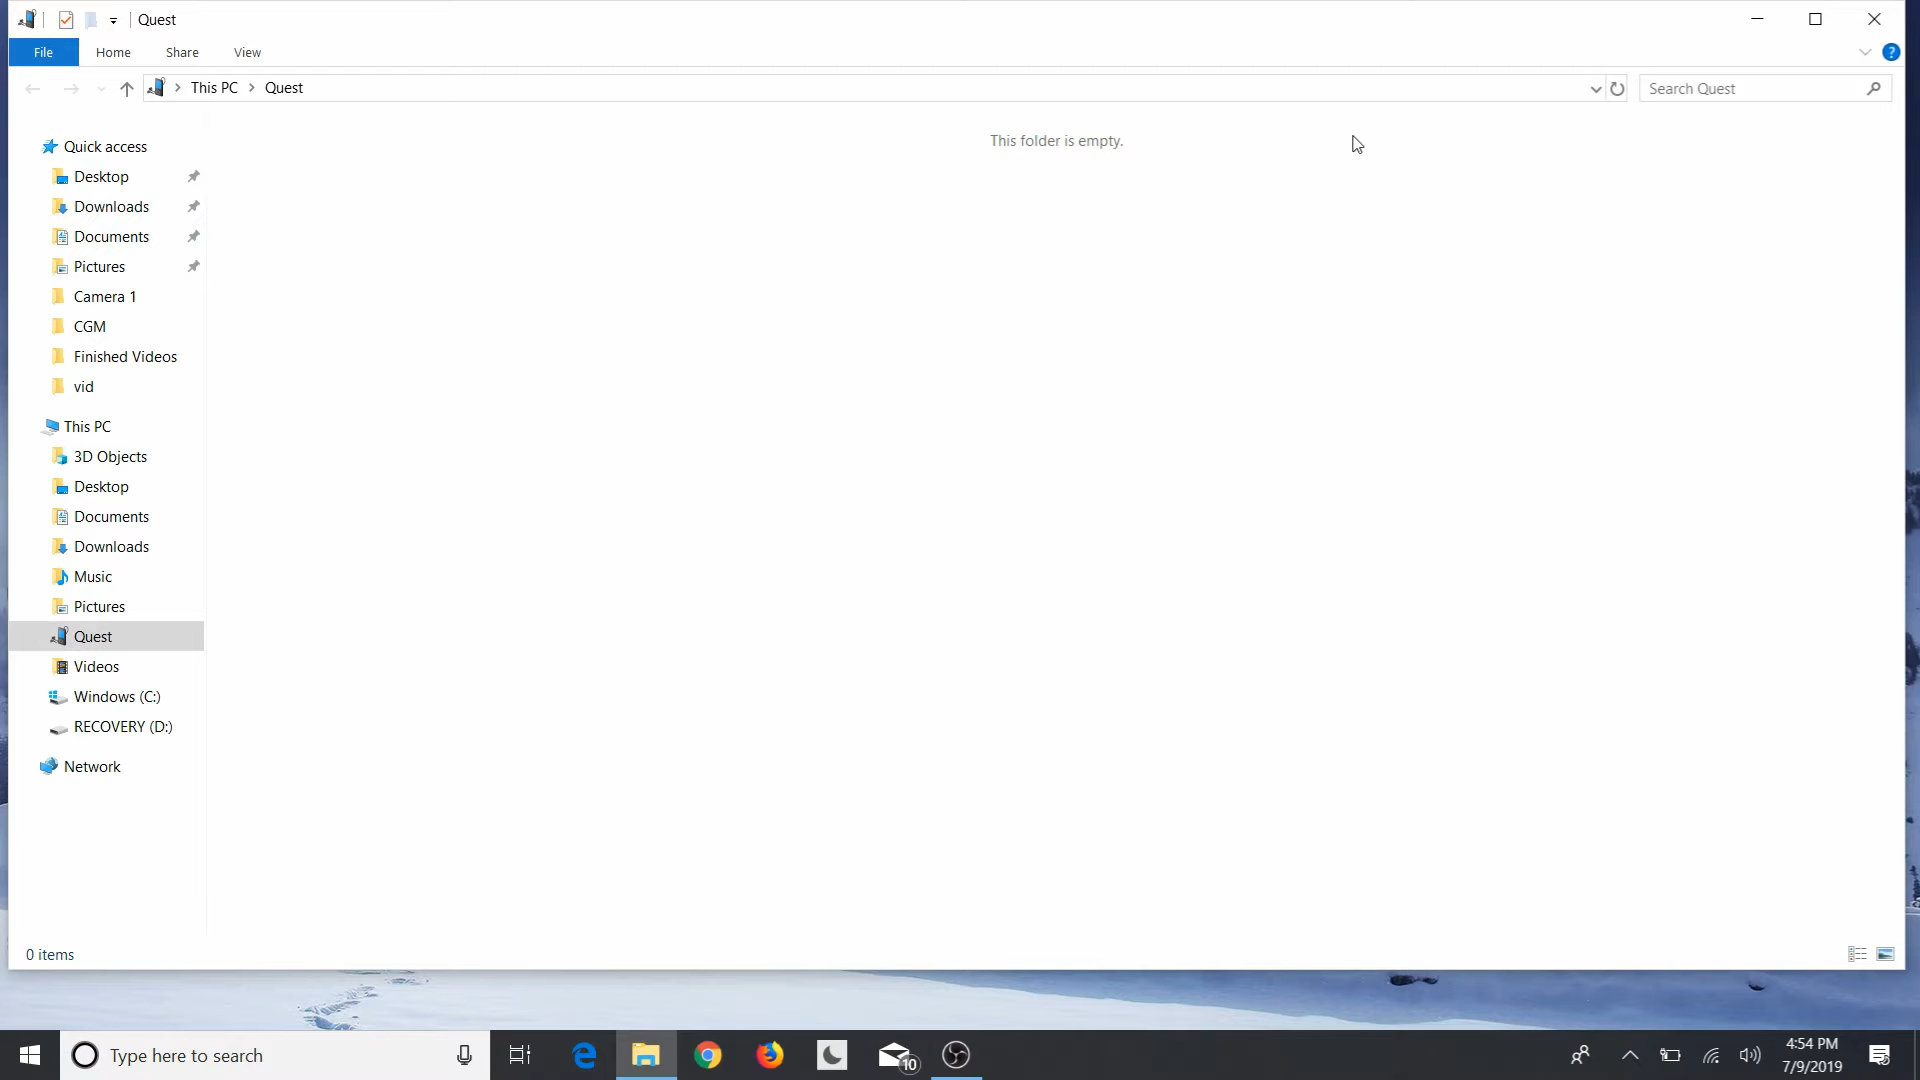 Quest
File Home Share View
This PC > Quest
Search Quest
This folder is empty.
Quick access
Desktop
Downloads
Documents
Pictures
Camera 1
CGM
Finished Videos
vid
This PC
3D Objects
Desktop
Documents
Downloads
Music
Pictures
Quest
Videos
Windows (C:)
RECOVERY (D:)
Network
0 items
Type here to search
10
4:54 PM
7/9/2019